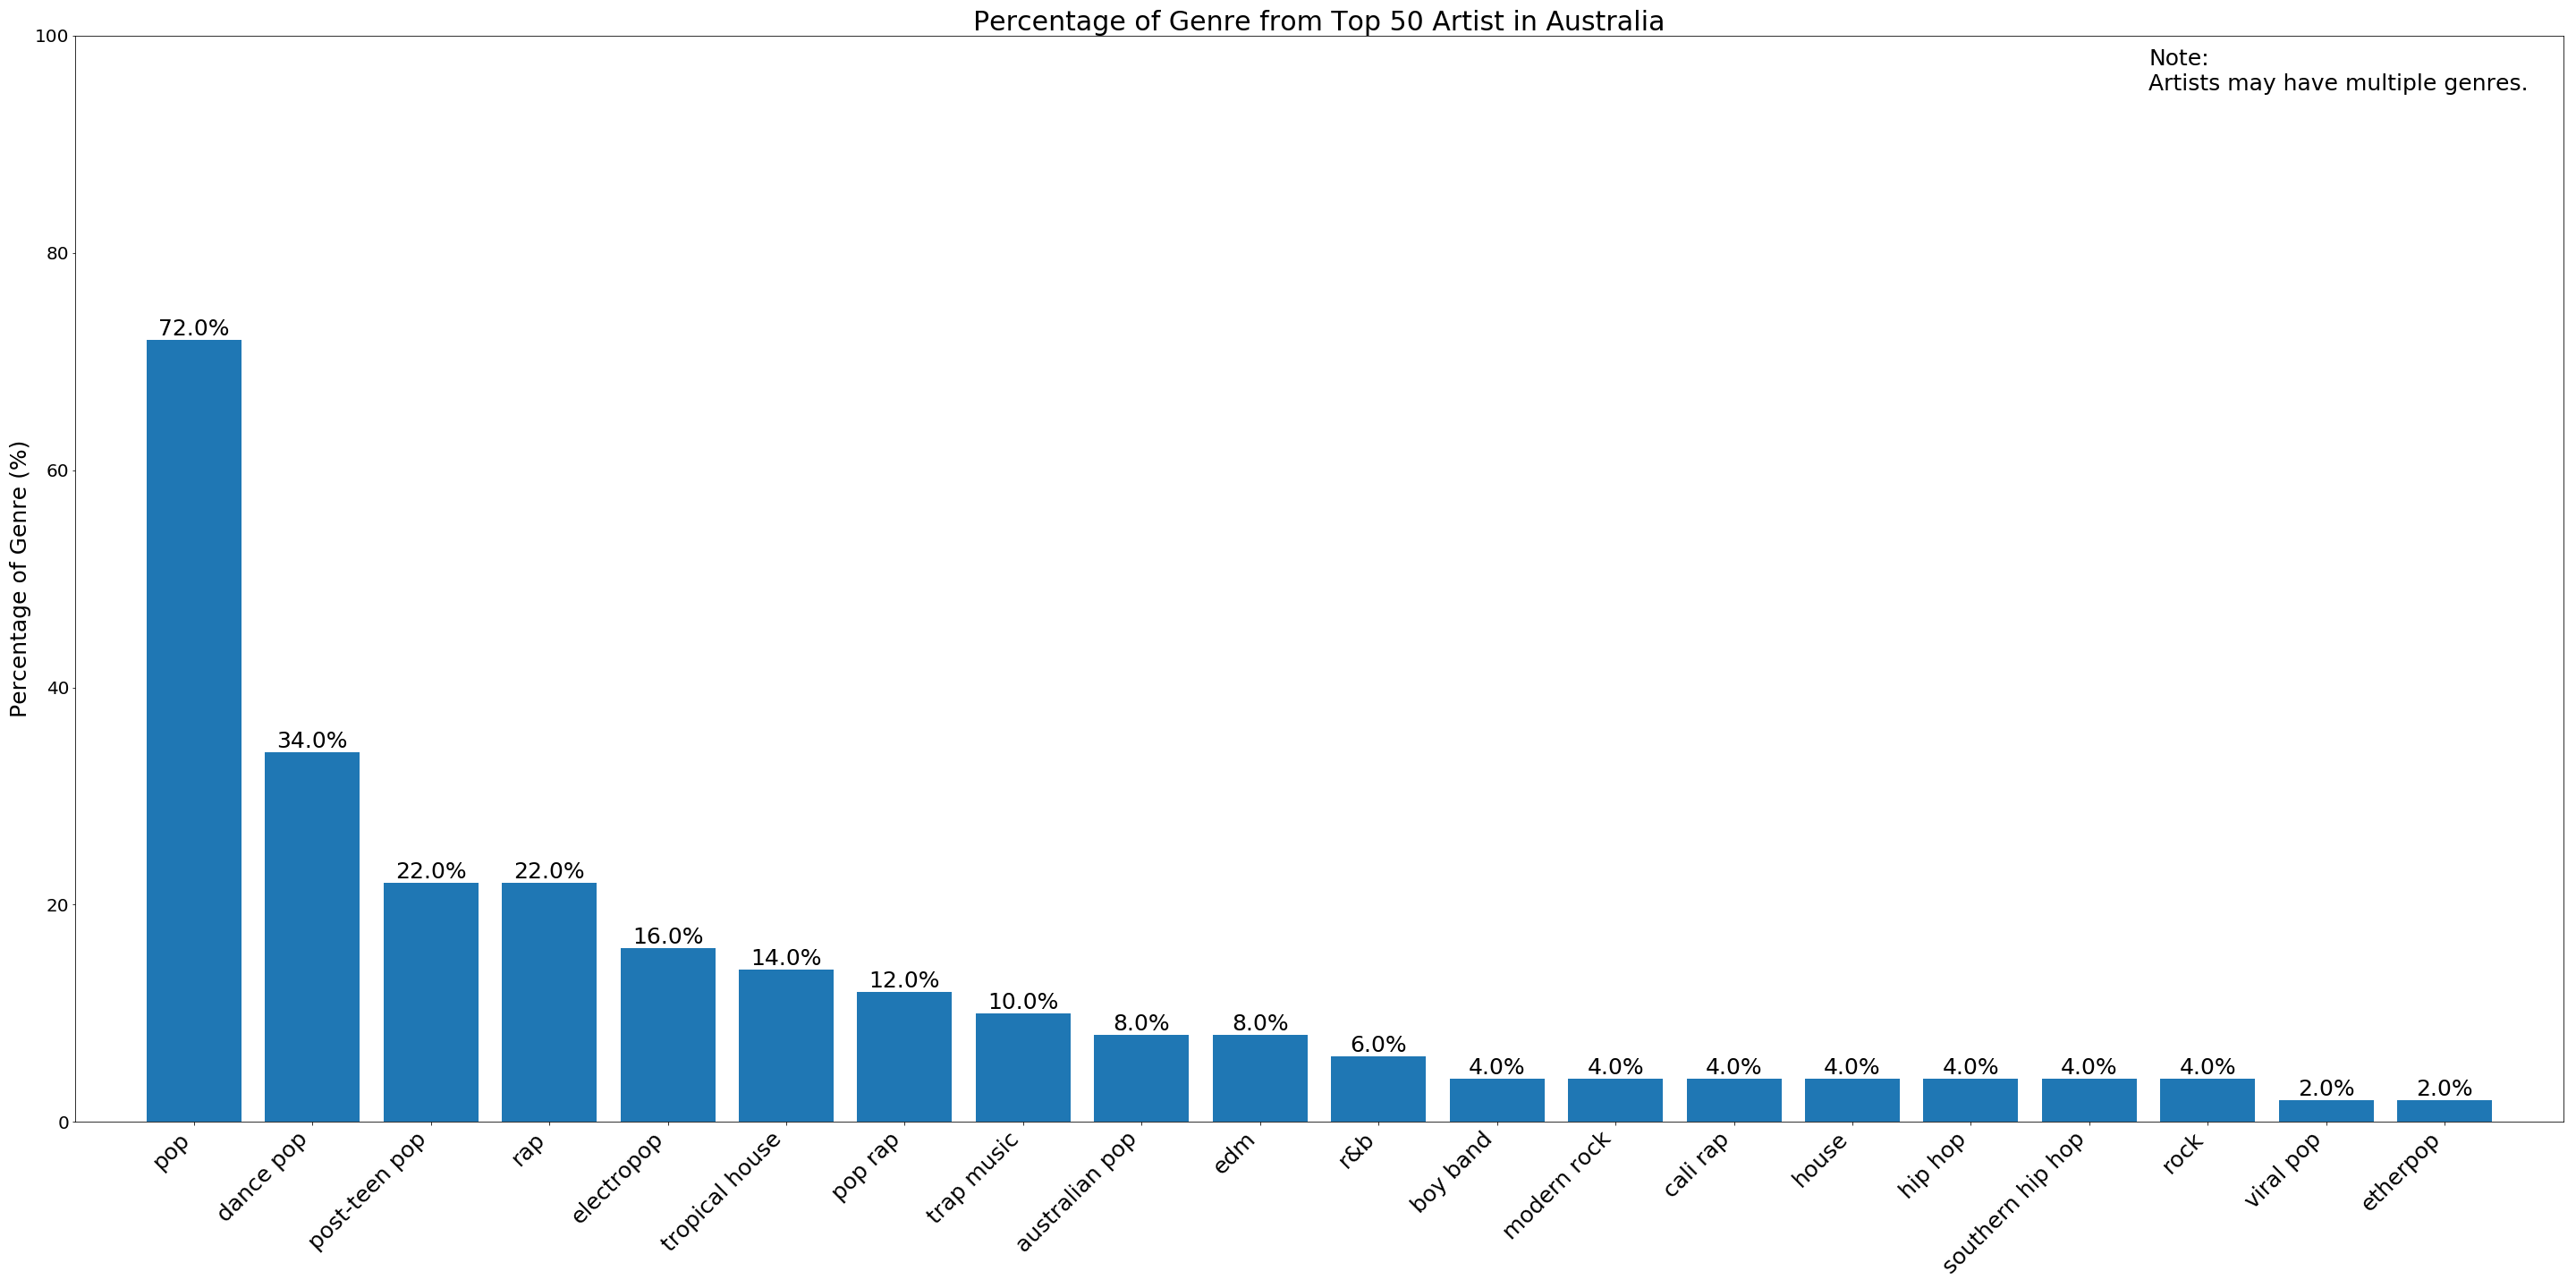 Percentage of Genre from Top 50 Artist in Australia
Note:
Artists may have multiple genres.
Percentage of Genre (%)
100
80
60
40
20
0
72.0%
34.0%
22.0%
22.0%
16.0%
14.0%
12.0%
10.0%
8.0%
8.0%
6.0%
4.0%
4.0%
4.0%
4.0%
4.0%
4.0%
4.0%
2.0%
2.0%
pop
dance pop
post-teen pop
rap
electropop
tropical house
pop rap
trap music
australian pop
edm
r&b
boy band
modern rock
cali rap
house
hip hop
southern hip hop
rock
viral pop
etherpop